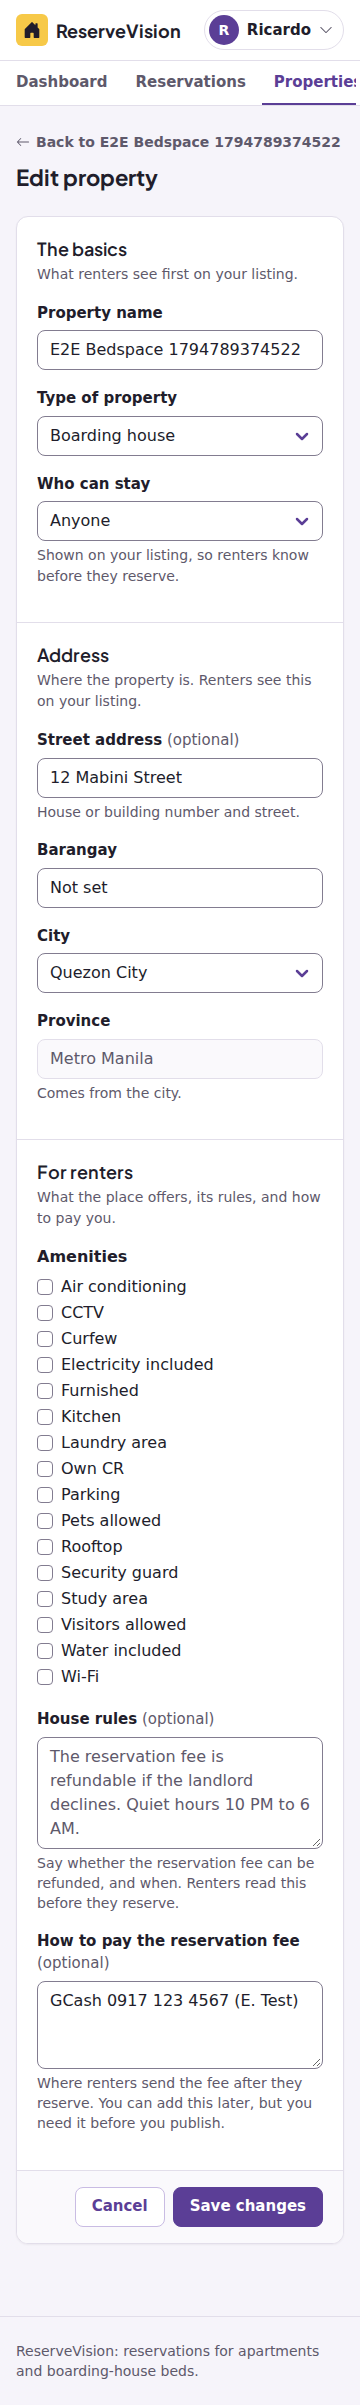 ReserveVision
R
Ricardo
Dashboard
Reservations
Properties
← Back to E2E Bedspace 1794789374522
Edit property
The basics
What renters see first on your listing.
Property name
E2E Bedspace 1794789374522
Type of property
Boarding house
Who can stay
Anyone
Shown on your listing, so renters know
before they reserve.
Address
Where the property is. Renters see this
on your listing.
Street address (optional)
12 Mabini Street
House or building number and street.
Barangay
Not set
City
Quezon City
Province
Metro Manila
Comes from the city.
For renters
What the place offers, its rules, and how
to pay you.
Amenities
Air conditioning
CCTV
Curfew
Electricity included
Furnished
Kitchen
Laundry area
Own CR
Parking
Pets allowed
Rooftop
Security guard
Study area
Visitors allowed
Water included
Wi-Fi
House rules (optional)
The reservation fee is
refundable if the landlord
declines. Quiet hours 10 PM to 6
AM.
Say whether the reservation fee can be
refunded, and when. Renters read this
before they reserve.
How to pay the reservation fee
(optional)
GCash 0917 123 4567 (E. Test)
Where renters send the fee after they
reserve. You can add this later, but you
need it before you publish.
Cancel
Save changes
ReserveVision: reservations for apartments
and boarding-house beds.